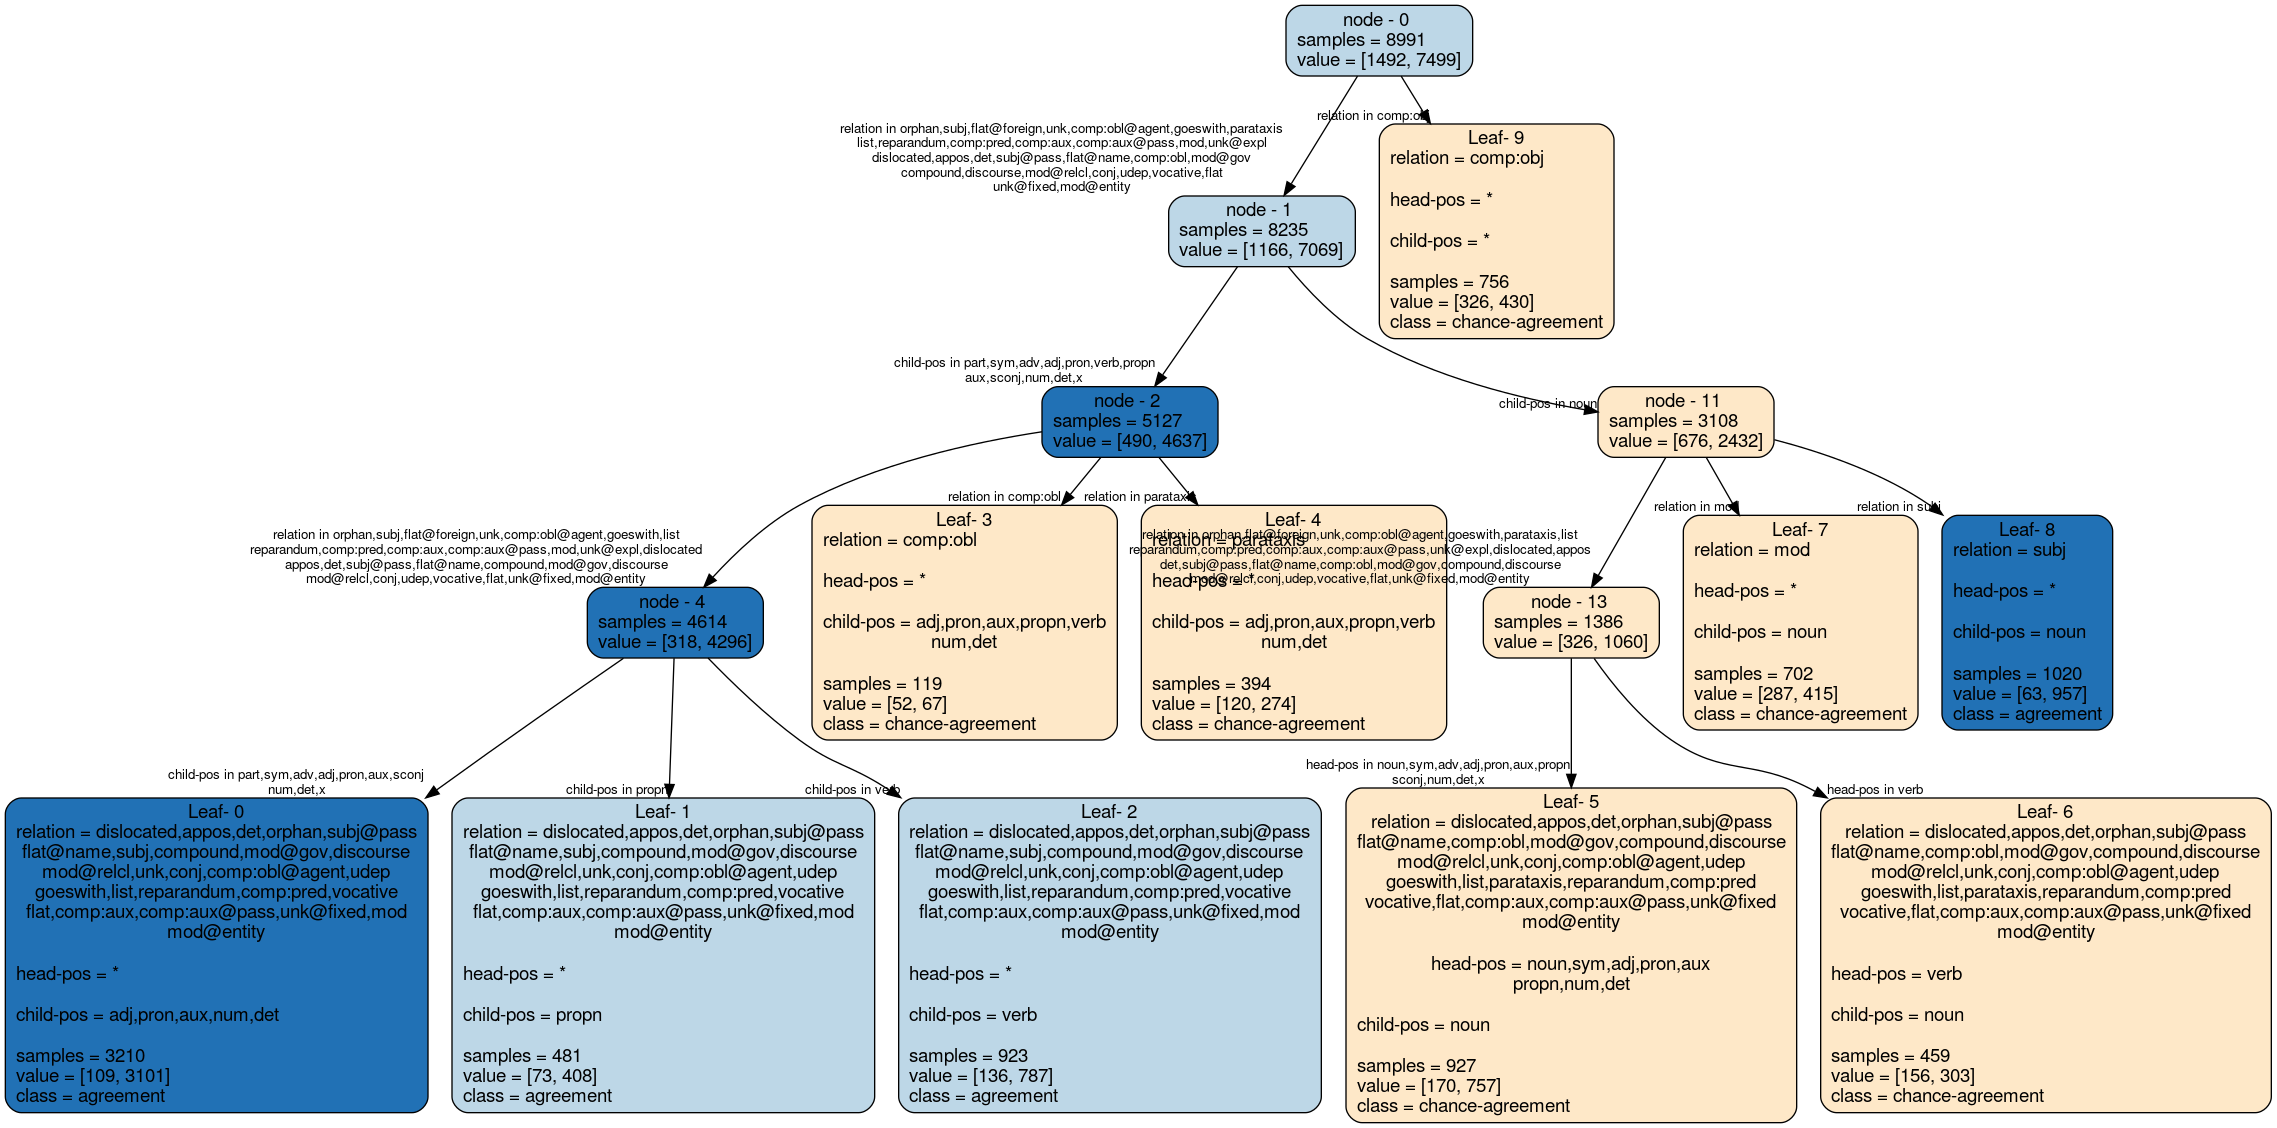 node - 0
samples = 8991
value = [1492, 7499]
relation in orphan,subj,flat@foreign,unk,comp:obl@agent,goeswith,parataxis
list,reparandum,comp:pred,comp:aux,comp:aux@pass,mod,unk@expl
dislocated,appos,det,subj@pass,flat@name,comp:obl,mod@gov
compound,discourse,mod@relcl,conj,udep,vocative,flat
unk@fixed,mod@entity
relation in comp:obj
Leaf- 9
relation = comp:obj
head-pos = *
child-pos = *
samples = 756
value = [326, 430]
class = chance-agreement
node - 1
samples = 8235
value = [1166, 7069]
child-pos in part,sym,adv,adj,pron,verb,propn
aux,sconj,num,det,x
child-pos in noun
node - 2
samples = 5127
value = [490, 4637]
node - 11
samples = 3108
value = [676, 2432]
relation in orphan,subj,flat@foreign,unk,comp:obl@agent,goeswith,list
reparandum,comp:pred,comp:aux,comp:aux@pass,mod,unk@expl,dislocated
appos,det,subj@pass,flat@name,compound,mod@gov,discourse
mod@relcl,conj,udep,vocative,flat,unk@fixed,mod@entity
relation in comp:obl
relation in parataxis
relation in orphan,flat@foreign,unk,comp:obl@agent,goeswith,parataxis,list
reparandum,comp:pred,comp:aux,comp:aux@pass,unk@expl,dislocated,appos
det,subj@pass,flat@name,comp:obl,mod@gov,compound,discourse
mod@relcl,conj,udep,vocative,flat,unk@fixed,mod@entity
relation in mod
relation in subj
node - 4
samples = 4614
value = [318, 4296]
Leaf- 3
relation = comp:obl
head-pos = *
child-pos = adj,pron,aux,propn,verb
num,det
samples = 119
value = [52, 67]
class = chance-agreement
Leaf- 4
relation = parataxis
head-pos = *
child-pos = adj,pron,aux,propn,verb
num,det
samples = 394
value = [120, 274]
class = chance-agreement
node - 13
samples = 1386
value = [326, 1060]
Leaf- 7
relation = mod
head-pos = *
child-pos = noun
samples = 702
value = [287, 415]
class = chance-agreement
Leaf- 8
relation = subj
head-pos = *
child-pos = noun
samples = 1020
value = [63, 957]
class = agreement
child-pos in part,sym,adv,adj,pron,aux,sconj
num,det,x
child-pos in propn
child-pos in verb
head-pos in noun,sym,adv,adj,pron,aux,propn
sconj,num,det,x
head-pos in verb
Leaf- 0
relation = dislocated,appos,det,orphan,subj@pass
flat@name,subj,compound,mod@gov,discourse
mod@relcl,unk,conj,comp:obl@agent,udep
goeswith,list,reparandum,comp:pred,vocative
flat,comp:aux,comp:aux@pass,unk@fixed,mod
mod@entity
head-pos = *
child-pos = adj,pron,aux,num,det
samples = 3210
value = [109, 3101]
class = agreement
Leaf- 1
relation = dislocated,appos,det,orphan,subj@pass
flat@name,subj,compound,mod@gov,discourse
mod@relcl,unk,conj,comp:obl@agent,udep
goeswith,list,reparandum,comp:pred,vocative
flat,comp:aux,comp:aux@pass,unk@fixed,mod
mod@entity
head-pos = *
child-pos = propn
samples = 481
value = [73, 408]
class = agreement
Leaf- 2
relation = dislocated,appos,det,orphan,subj@pass
flat@name,subj,compound,mod@gov,discourse
mod@relcl,unk,conj,comp:obl@agent,udep
goeswith,list,reparandum,comp:pred,vocative
flat,comp:aux,comp:aux@pass,unk@fixed,mod
mod@entity
head-pos = *
child-pos = verb
samples = 923
value = [136, 787]
class = agreement
Leaf- 5
relation = dislocated,appos,det,orphan,subj@pass
flat@name,comp:obl,mod@gov,compound,discourse
mod@relcl,unk,conj,comp:obl@agent,udep
goeswith,list,parataxis,reparandum,comp:pred
vocative,flat,comp:aux,comp:aux@pass,unk@fixed
mod@entity
head-pos = noun,sym,adj,pron,aux
propn,num,det
child-pos = noun
samples = 927
value = [170, 757]
class = chance-agreement
Leaf- 6
relation = dislocated,appos,det,orphan,subj@pass
flat@name,comp:obl,mod@gov,compound,discourse
mod@relcl,unk,conj,comp:obl@agent,udep
goeswith,list,parataxis,reparandum,comp:pred
vocative,flat,comp:aux,comp:aux@pass,unk@fixed
mod@entity
head-pos = verb
child-pos = noun
samples = 459
value = [156, 303]
class = chance-agreement